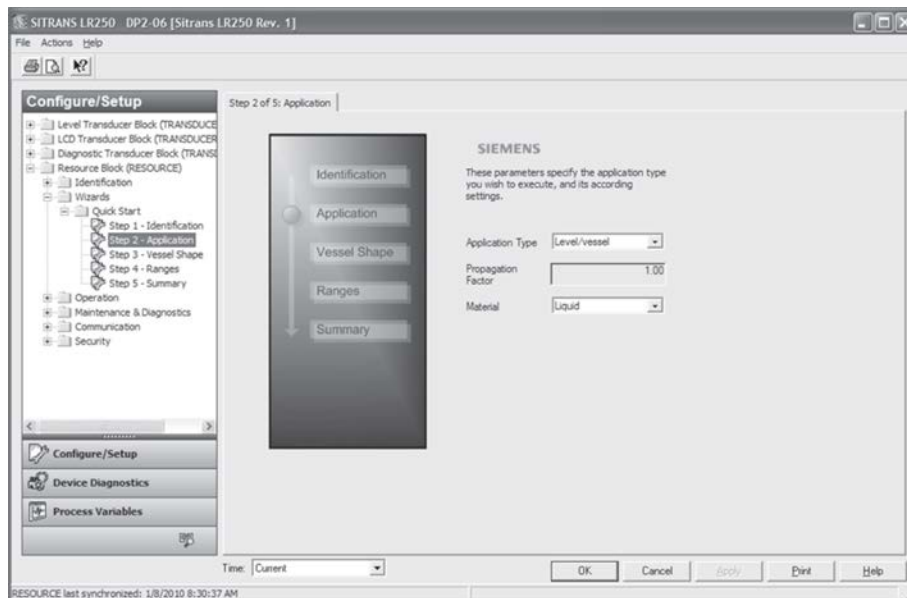 SITRANS LR250 DP2-06 [Sitrans LR250 Rev. 1]
File Actions Help
Configure/Setup
Level Transducer Block (TRANSDUCE
LCD Transducer Block (TRANSDUCER
Diagnostic Transducer Block (TRANS
Resource Block (RESOURCE)
Identification
Wizards
Quick Start
Step 1 - Identification
Step 2 - Application
Step 3 - Vessel Shape
Step 4 - Ranges
Step 5 - Summary
Operation
Maintenance & Diagnostics
Communication
Security
Configure/Setup
Device Diagnostics
Process Variables
Step 2 of 5: Application
Identification
Application
Vessel Shape
Ranges
Summary
SIEMENS
These parameters specify the application type
you wish to execute, and its according
settings.
Application Type Level/vessel
Propagation
Factor 1.00
Material Liquid
Time: Current
OK Cancel Apply Print Help
RESOURCE last synchronized: 1/8/2010 8:30:37 AM